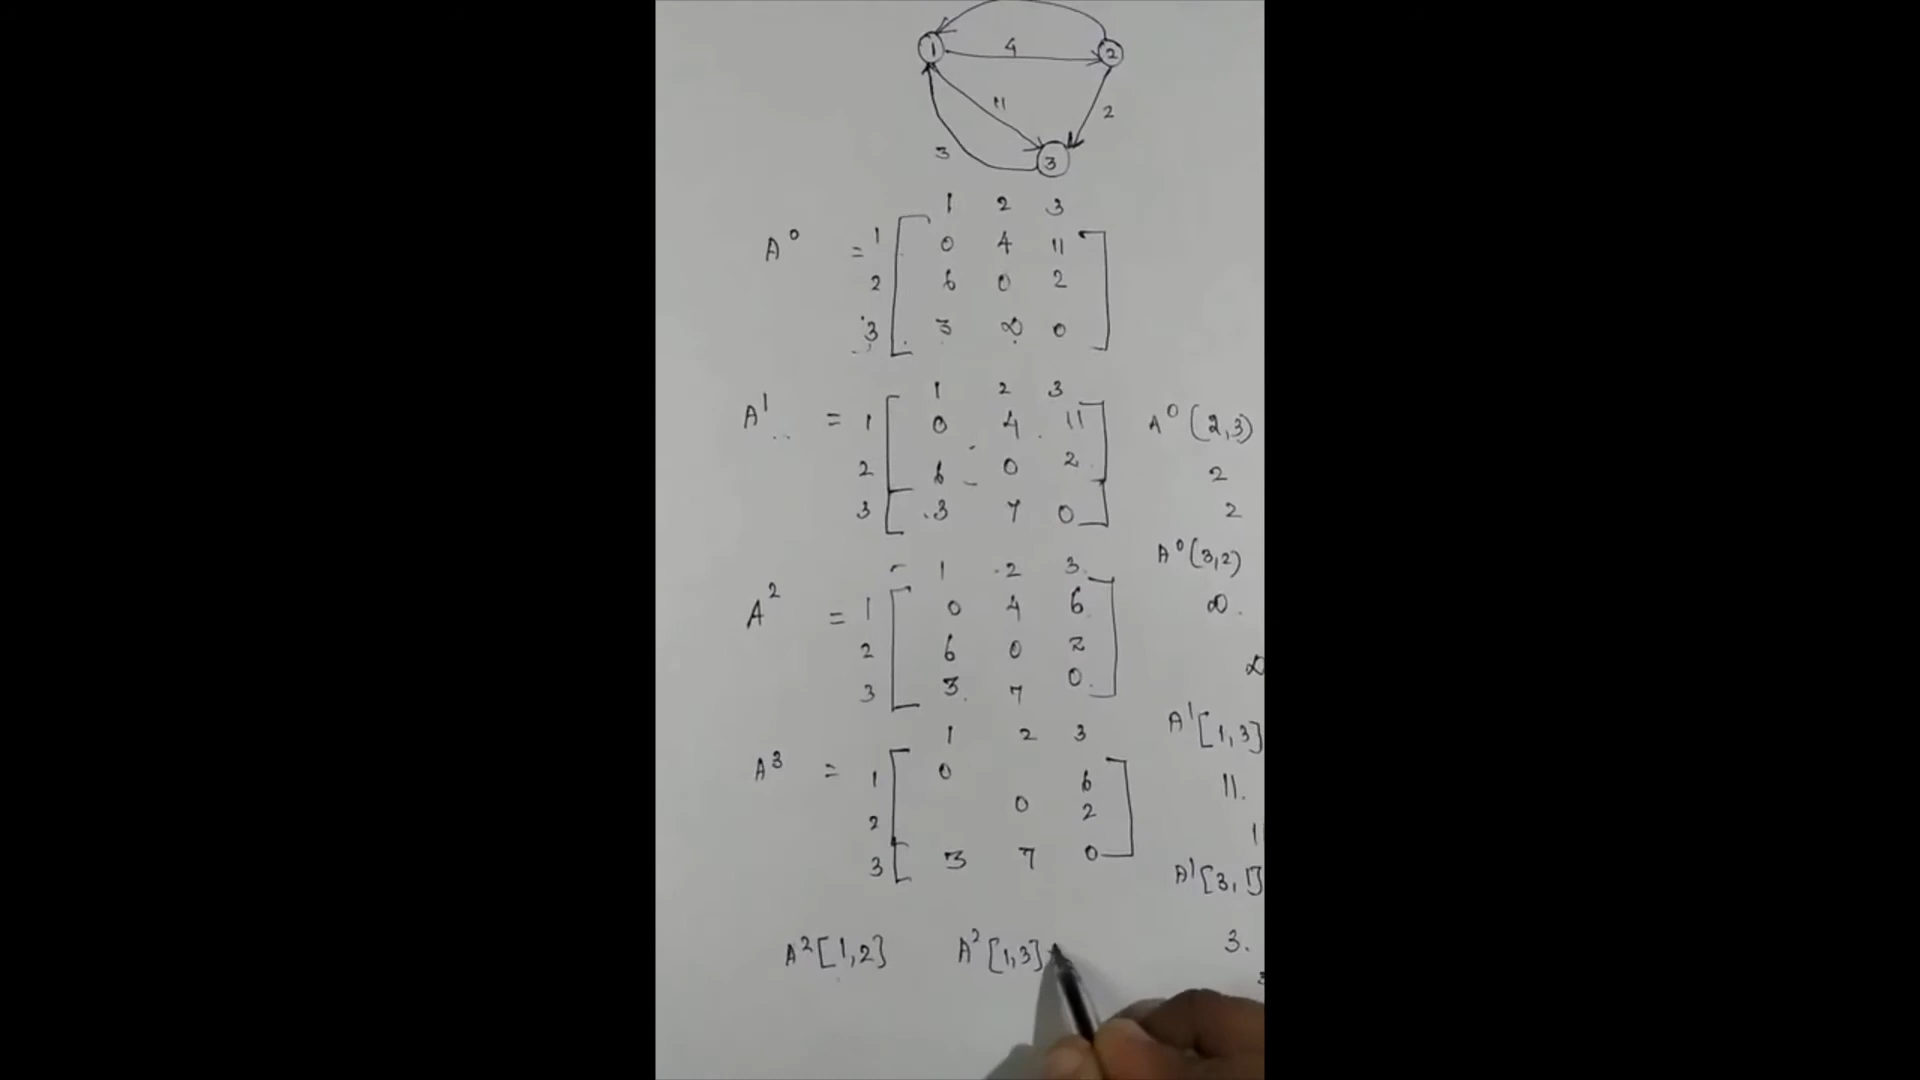 1 4 2
11 2
3 3
1 2 3
A⁰ = 1 0 4 11
2 6 0 2
3 3 ∞ 0
1 2 3
A¹ = 1 0 4 11
2 6 0 2
3 3 7 0
1 2 3
A² = 1 0 4 6
2 6 0 2
3 3 7 0
1 2 3
A³ = 1 0 6
2 0 2
3 3 7 0
A²[1,2] A²[1,3]
A⁰(2,3)
2
2
A⁰(3,2)
∞.
∞
A¹[1,3]
11.
1
A¹[3,1]
3.